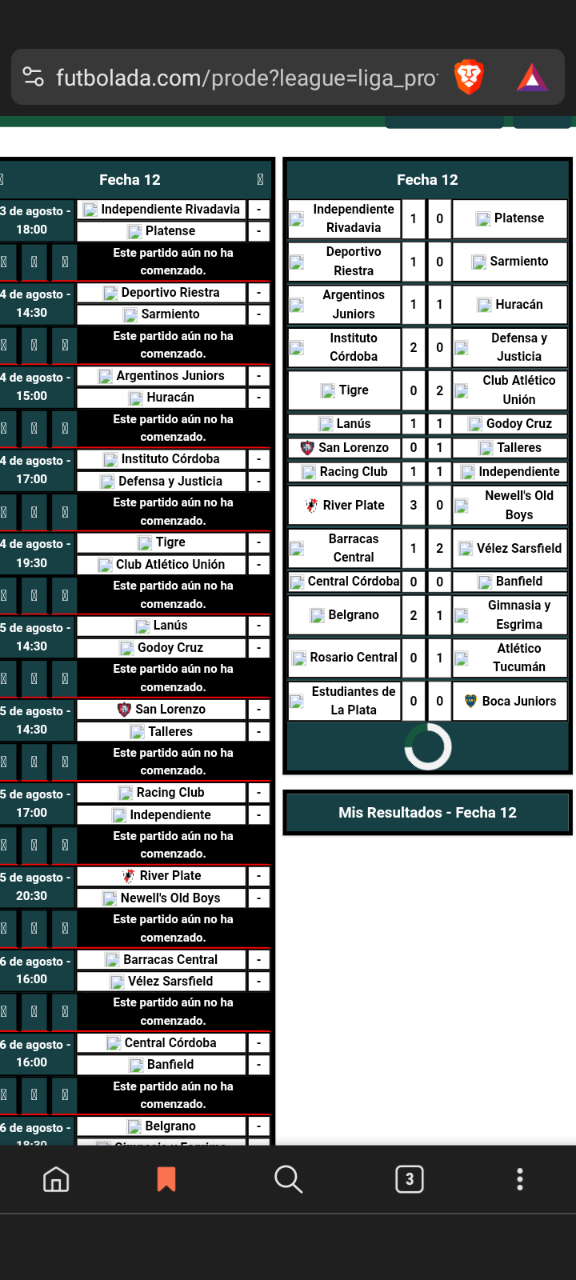 futbolada.com/prode?league=liga_pro
Fecha 12
3 de agosto -
18:00
Independiente Rivadavia -
Platense -
Este partido aún no ha
comenzado.
4 de agosto -
14:30
Deportivo Riestra -
Sarmiento -
Este partido aún no ha
comenzado.
4 de agosto -
15:00
Argentinos Juniors -
Huracán -
Este partido aún no ha
comenzado.
4 de agosto -
17:00
Instituto Córdoba -
Defensa y Justicia -
Este partido aún no ha
comenzado.
4 de agosto -
19:30
Tigre -
Club Atlético Unión -
Este partido aún no ha
comenzado.
5 de agosto -
14:30
Lanús -
Godoy Cruz -
Este partido aún no ha
comenzado.
5 de agosto -
14:30
San Lorenzo -
Talleres -
Este partido aún no ha
comenzado.
5 de agosto -
17:00
Racing Club -
Independiente -
Este partido aún no ha
comenzado.
5 de agosto -
20:30
River Plate -
Newell's Old Boys -
Este partido aún no ha
comenzado.
6 de agosto -
16:00
Barracas Central -
Vélez Sarsfield -
Este partido aún no ha
comenzado.
6 de agosto -
16:00
Central Córdoba -
Banfield -
Este partido aún no ha
comenzado.
6 de agosto -
18:30
Belgrano -
Gimnasia y Esgrima
Fecha 12
Independiente
Rivadavia 1 0 Platense
Deportivo
Riestra 1 0 Sarmiento
Argentinos
Juniors 1 1 Huracán
Instituto
Córdoba 2 0 Defensa y
Justicia
Tigre 0 2 Club Atlético
Unión
Lanús 1 1 Godoy Cruz
San Lorenzo 0 1 Talleres
Racing Club 1 1 Independiente
River Plate 3 0 Newell's Old
Boys
Barracas
Central 1 2 Vélez Sarsfield
Central Córdoba 0 0 Banfield
Belgrano 2 1 Gimnasia y
Esgrima
Rosario Central 0 1 Atlético
Tucumán
Estudiantes de
La Plata 0 0 Boca Juniors
Mis Resultados - Fecha 12
3